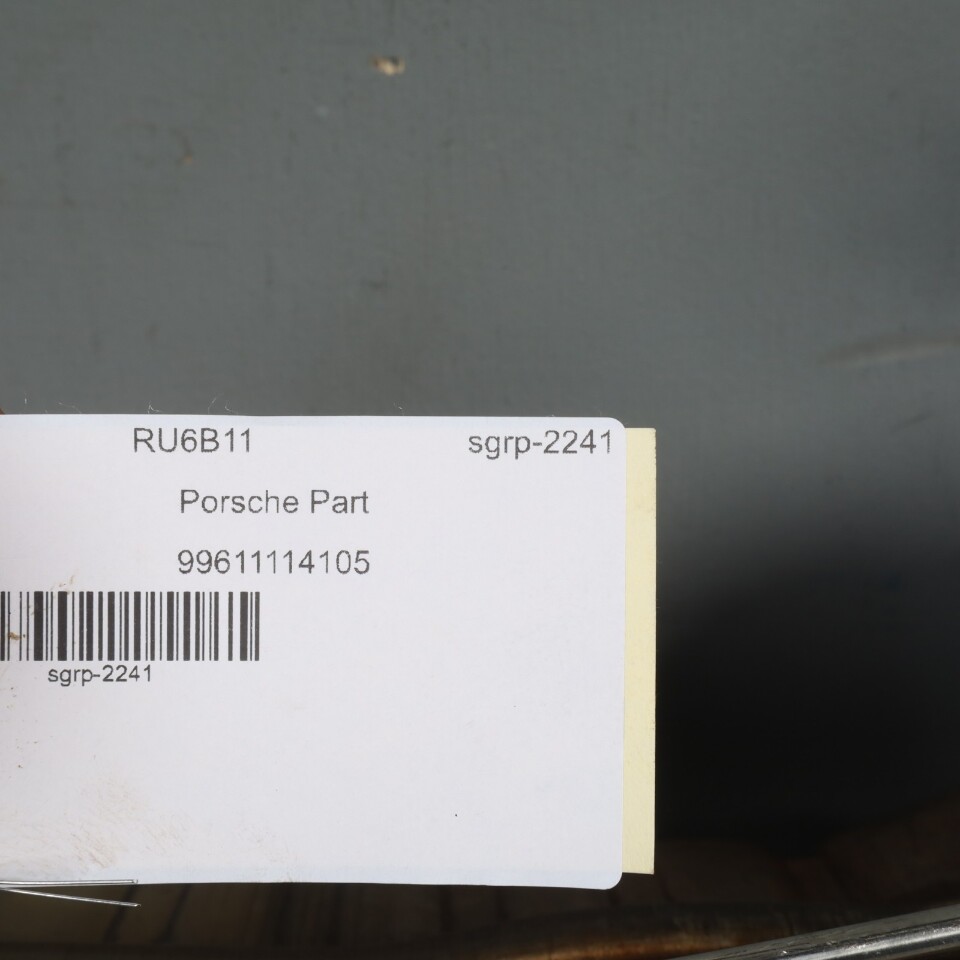 RU6B11 sgrp-2241
Porsche Part
99611114105
sgrp-2241